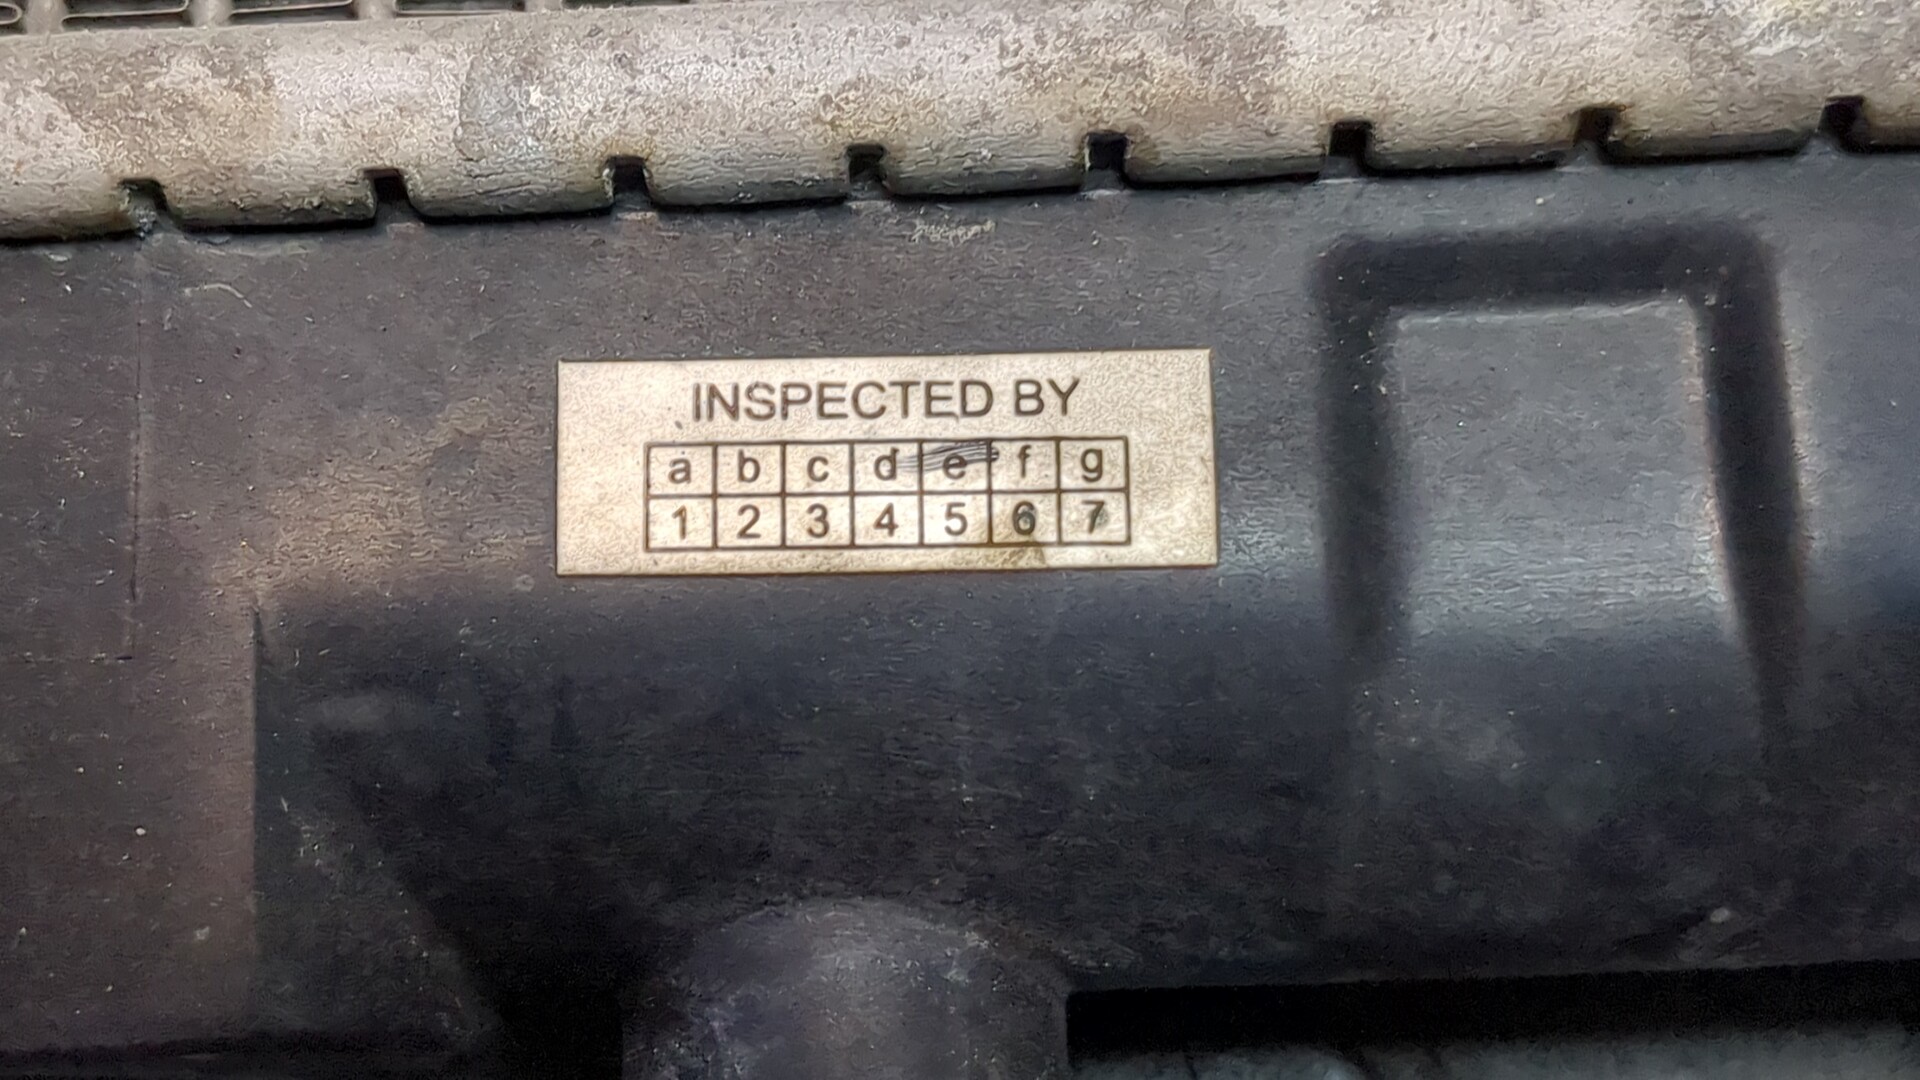 INSPECTED BY
a b c d e f g
1 2 3 4 5 6 7